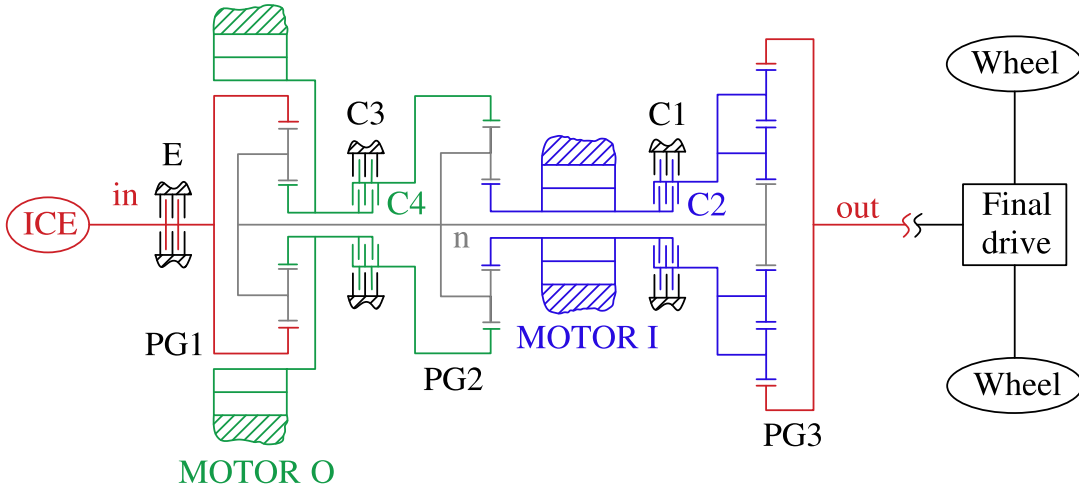 Wheel
C3
C1
E
in
C4
C2
ICE
n
out
Final
drive
MOTOR I
PG1
PG2
Wheel
PG3
MOTOR O